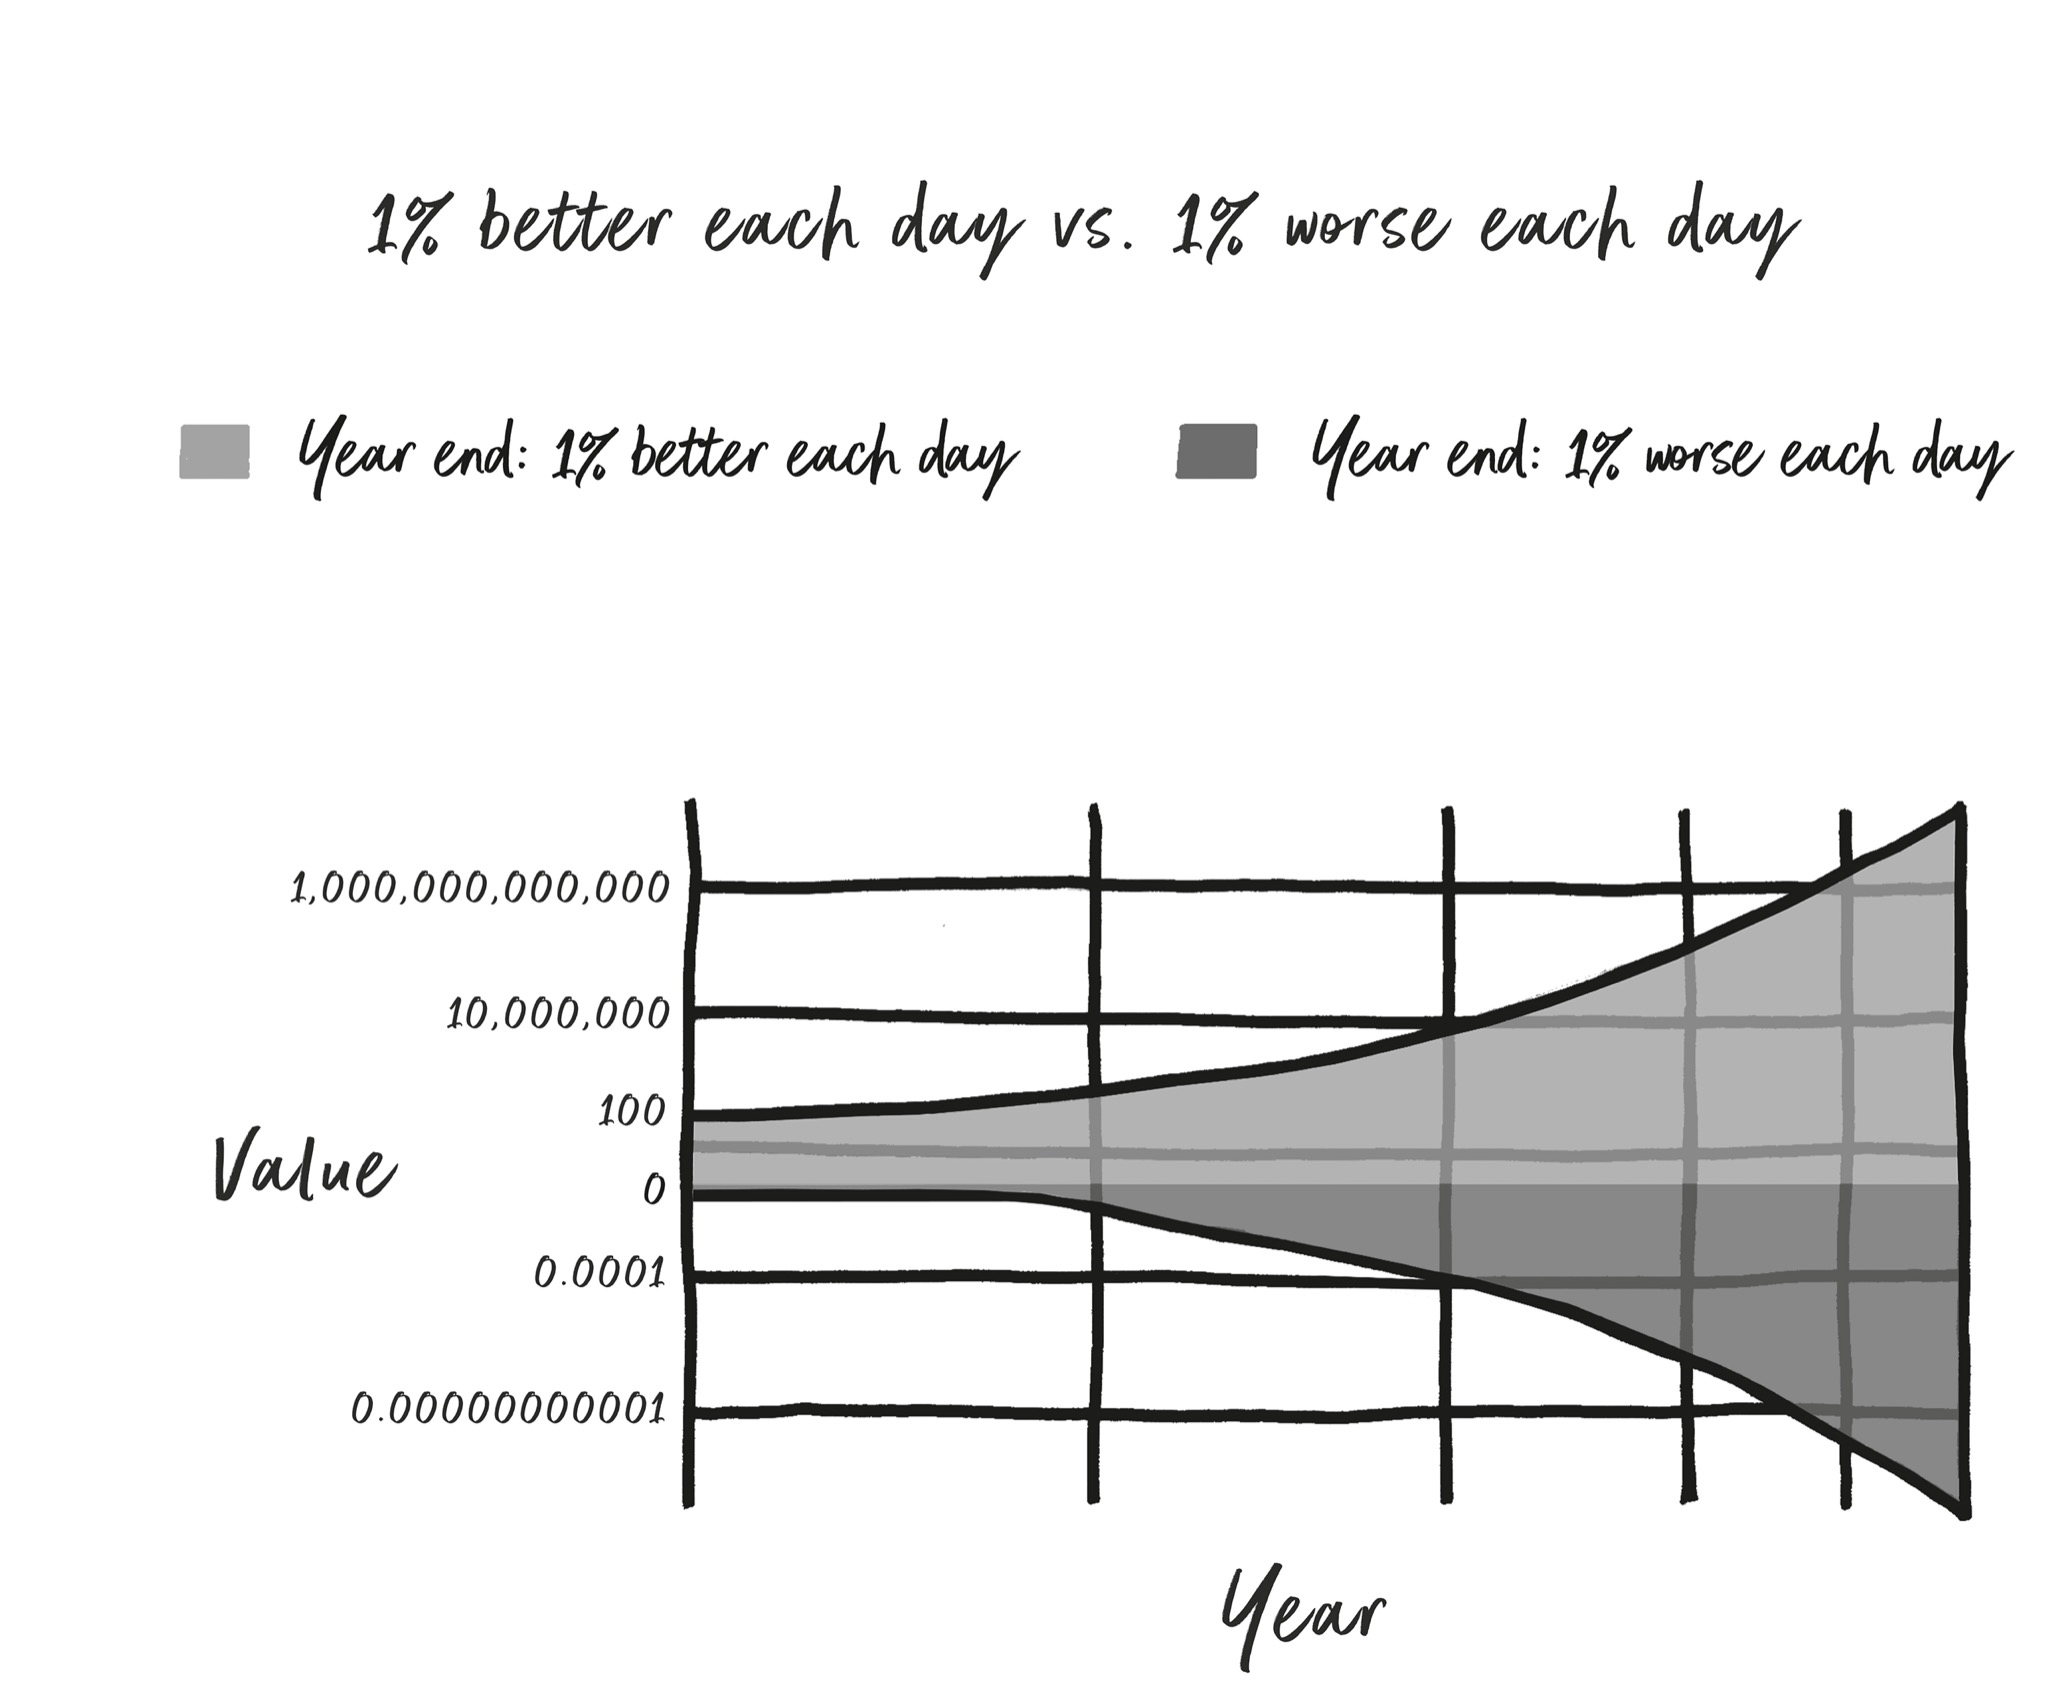 1% better each day vs. 1% worse each day
Year end: 1% better each day
Year end: 1% worse each day
1,000,000,000,000
10,000,000
100
Value
0
0.0001
0.00000000001
Year